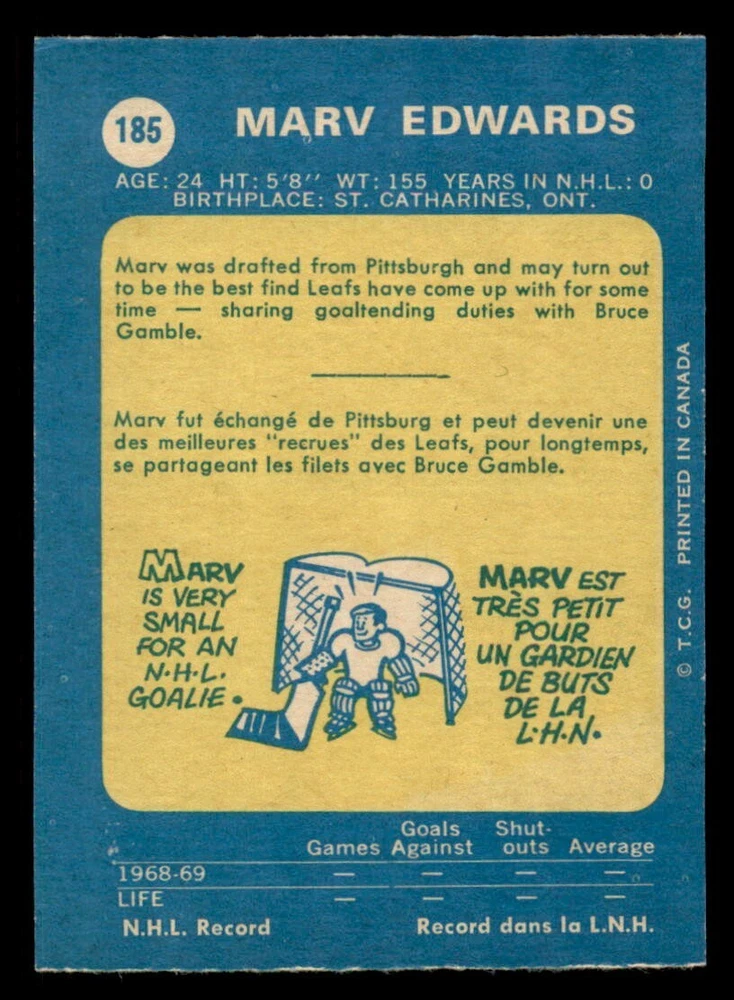 185
MARV EDWARDS
AGE: 24 HT: 5'8'' WT: 155 YEARS IN N.H.L.: 0
BIRTHPLACE: ST. CATHARINES, ONT.
Marv was drafted from Pittsburgh and may turn out
to be the best find Leafs have come up with for some
time — sharing goaltending duties with Bruce
Gamble.
Marv fut échangé de Pittsburg et peut devenir une
des meilleures "recrues" des Leafs, pour longtemps,
se partageant les filets avec Bruce Gamble.
MARV
IS VERY
SMALL
FOR AN
N.H.L.
GOALIE.
MARV EST
TRÈS PETIT
POUR
UN GARDIEN
DE BUTS
DE LA
L.H.N.
© T.C.G. PRINTED IN CANADA
Games Goals Against Shut-outs Average
1968-69 — — — —
LIFE — — — —
N.H.L. Record Record dans la L.N.H.